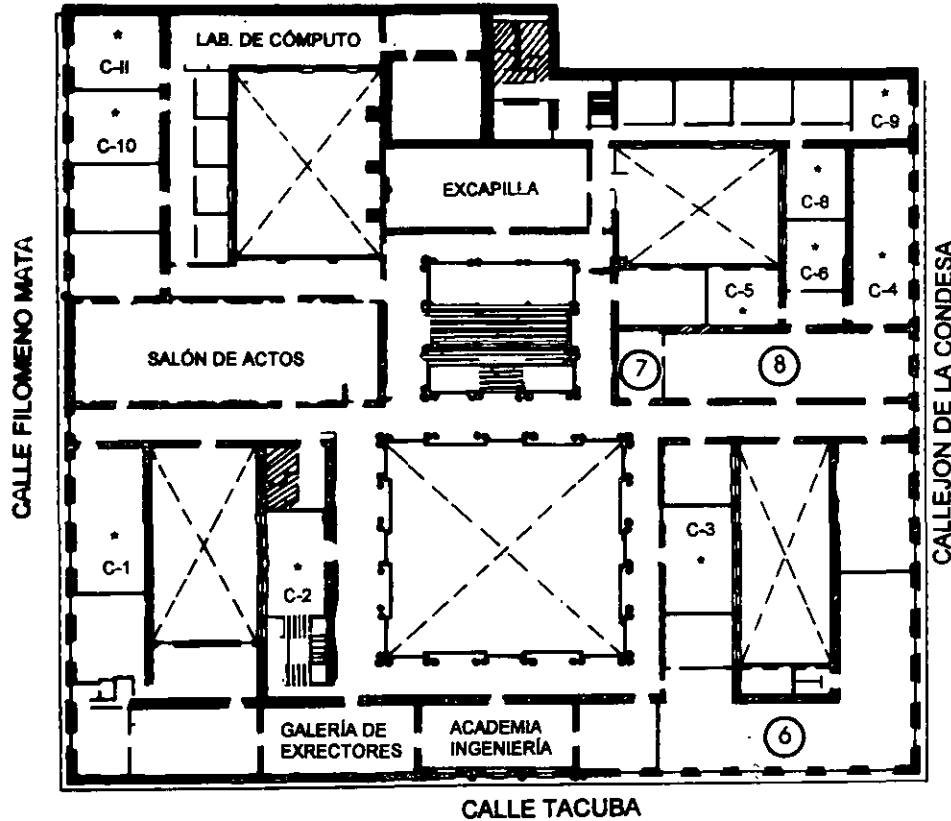 LAB. DE CÓMPUTO
C-II
C-10
C-9
EXCAPILLA
C-8
C-6
C-5
C-4
CALLE FILOMENO MATA
SALÓN DE ACTOS
7
8
CALLEJON DE LA CONDESA
C-1
C-2
C-3
GALERÍA DE
EXRECTORES
ACADEMIA
INGENIERÍA
6
CALLE TACUBA